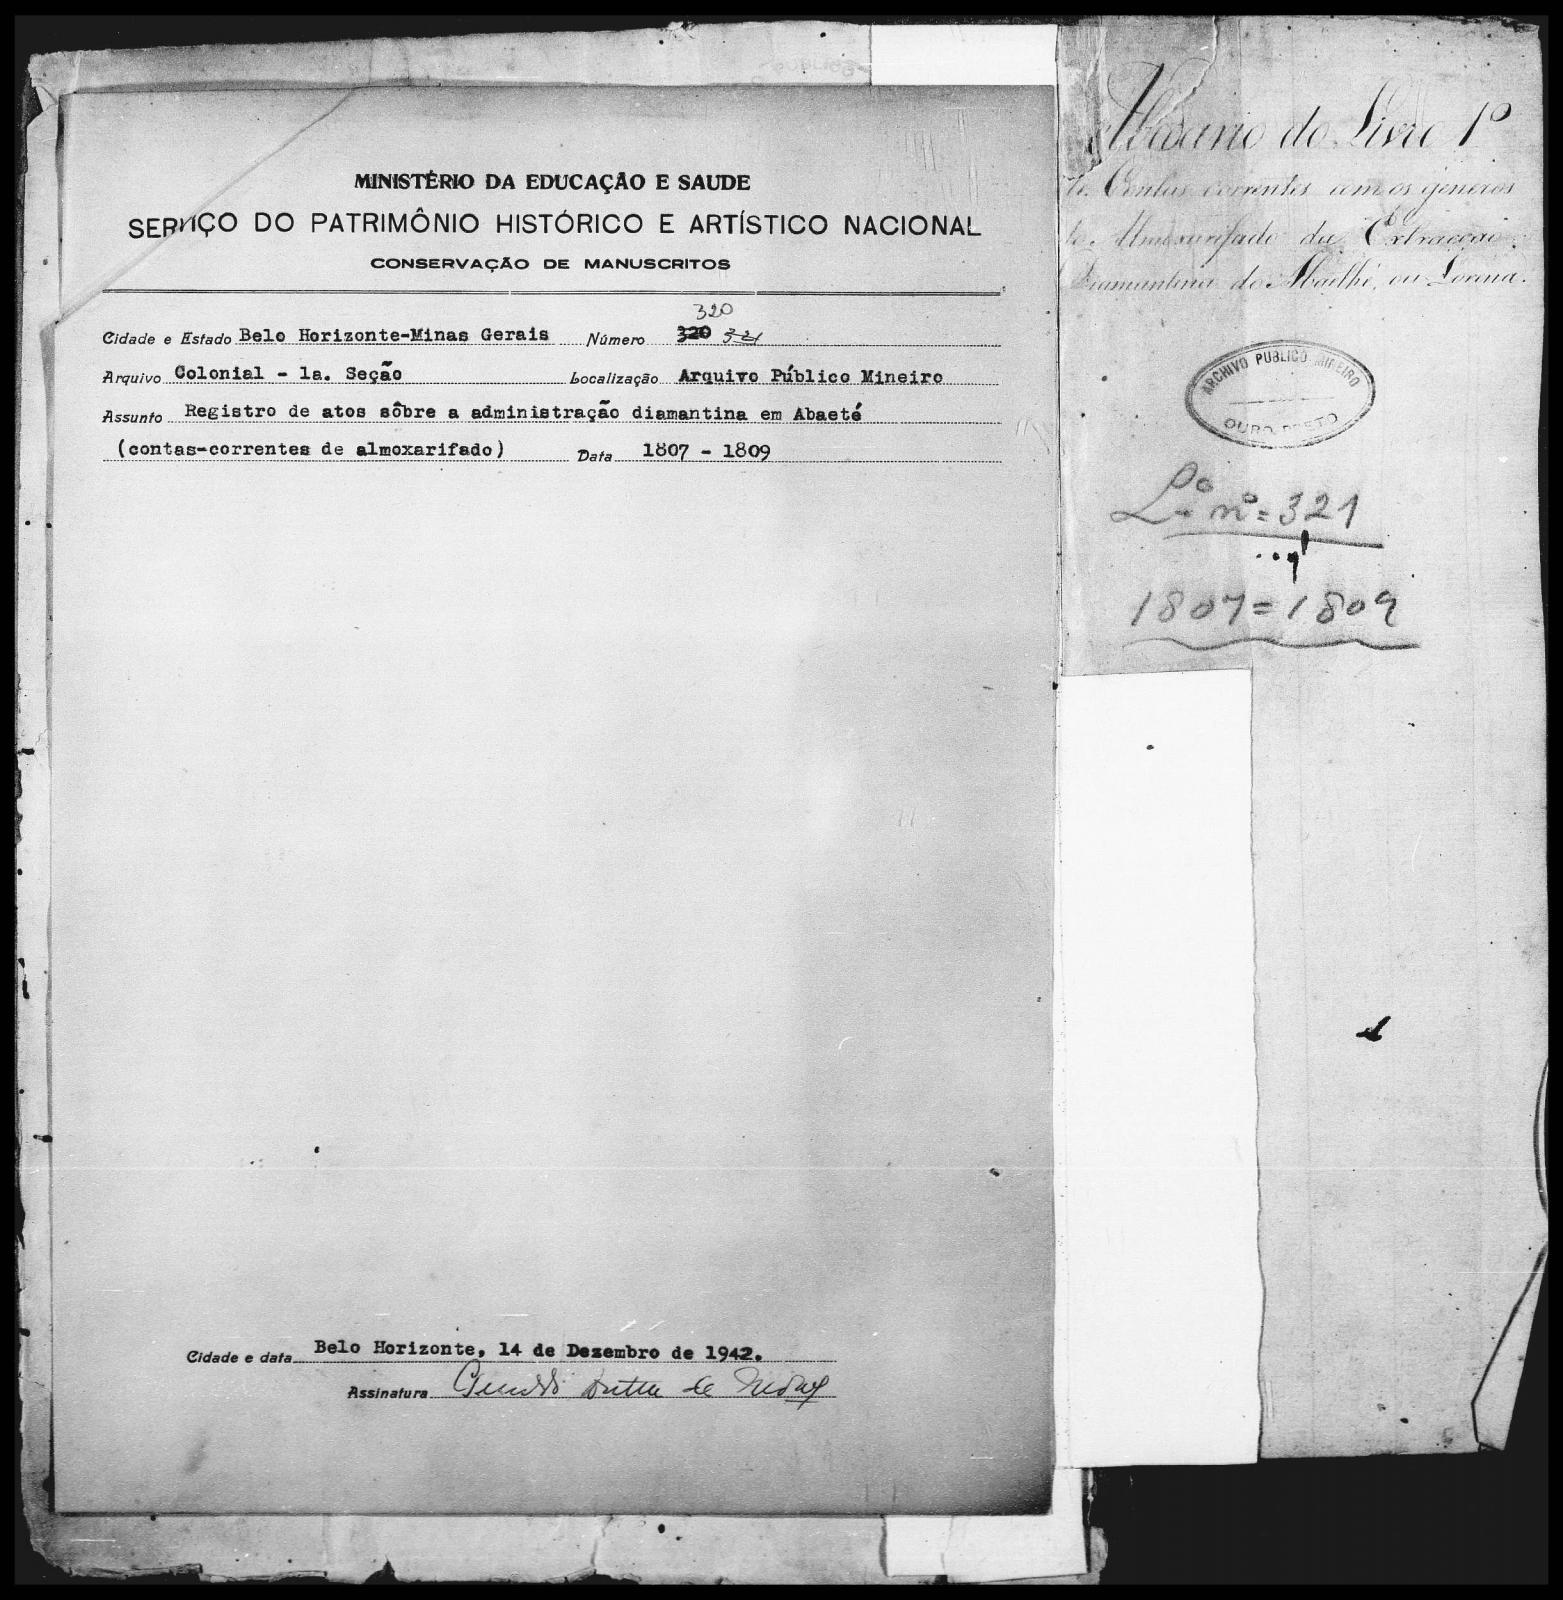 MINISTÉRIO DA EDUCAÇÃO E SAUDE
SERVIÇO DO PATRIMÔNIO HISTÓRICO E ARTÍSTICO NACIONAL
CONSERVAÇÃO DE MANUSCRITOS
320
Cidade e Estado Belo Horizonte-Minas Gerais Número 320 321
Arquivo Colonial - 1a. Seção Localização Arquivo Público Mineiro
Assunto Registro de atos sôbre a administração diamantina em Abaeté
(contas-correntes de almoxarifado) Data 1807 - 1809
Cidade e data Belo Horizonte, 14 de Dezembro de 1942.
Assinatura
do Livro 1º
de Contas correntes com os generos
do Almoxarifado da Extracção
Diamantina do Abaethé, ou Lorena.
ARCHIVO PUBLICO MINEIRO
OURO PRETO
Lº nº = 321
1807 = 1809